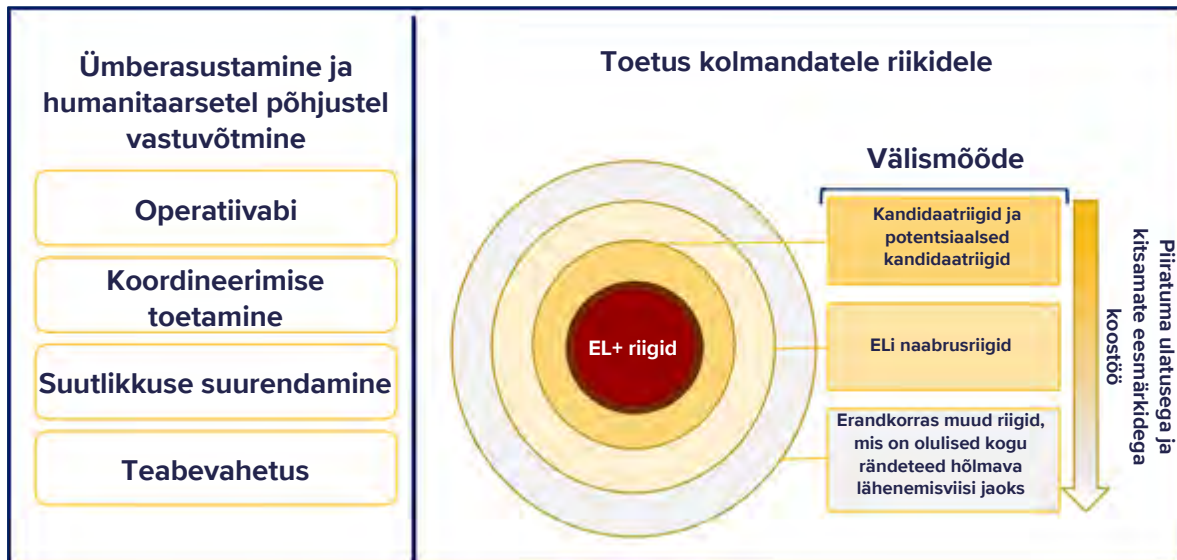 Ümberasustamine ja
humanitaarsetel põhjustel
vastuvõtmine
Operatiivabi
Koordineerimise
toetamine
Suutlikkuse suurendamine
Teabevahetus
Toetus kolmandatele riikidele
Välismõõde
EL+ riigid
Kandidaatriigid ja
potentsiaalsed
kandidaatriigid
ELi naabrusriigid
Erandkorras muud riigid,
mis on olulised kogu
rändeteed hõlmava
lähenemisviisi jaoks
Piiratuma ulatusega ja
kitsamate eesmärkidega
koostöö